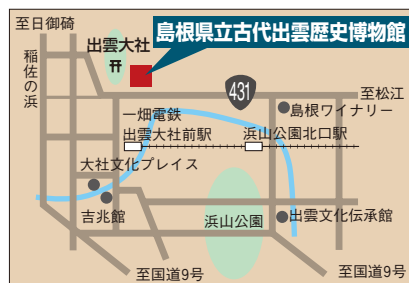 至日御碕
島根県立古代出雲歴史博物館
出雲大社
稲佐の浜
431
至松江
一畑電鉄
出雲大社前駅
島根ワイナリー
浜山公園北口駅
大社文化プレイス
吉兆館
浜山公園
出雲文化伝承館
至国道9号
至国道9号